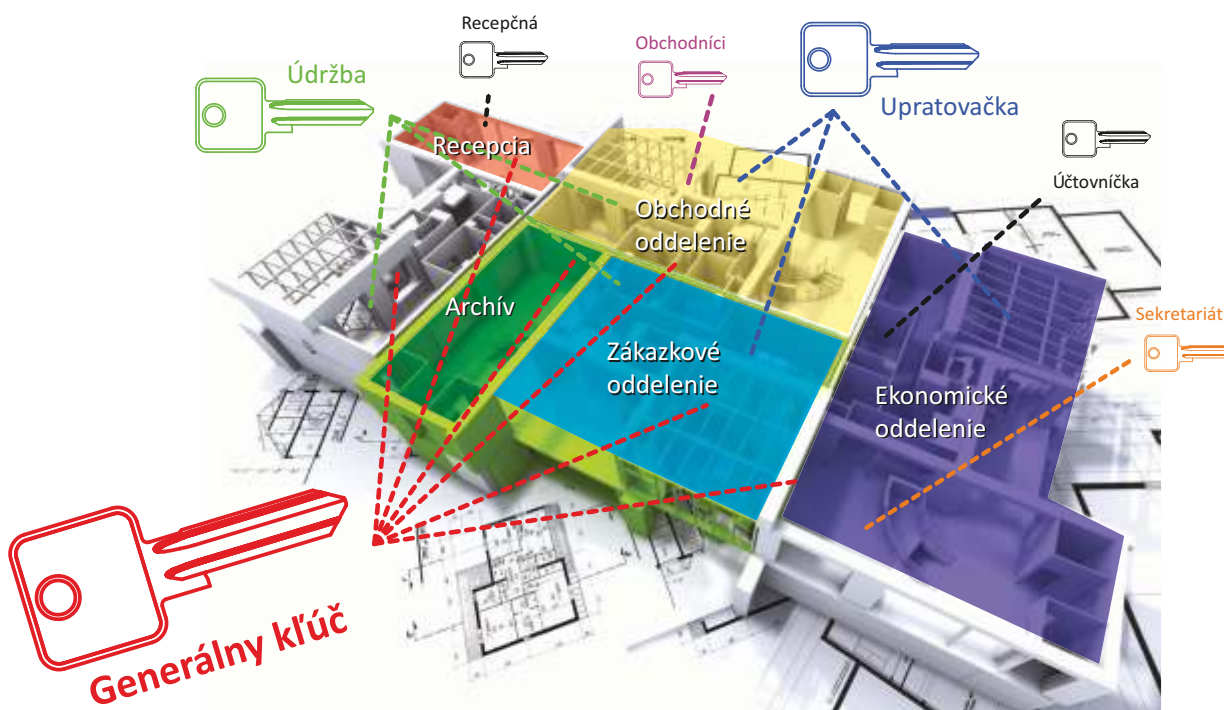 Recepčná
Obchodníci
Údržba
Upratovačka
Recepcia
Účtovníčka
Obchodné
oddelenie
Archív
Sekretariát
Zákazkové
oddelenie
Ekonomické
oddelenie
Generálny kľúč